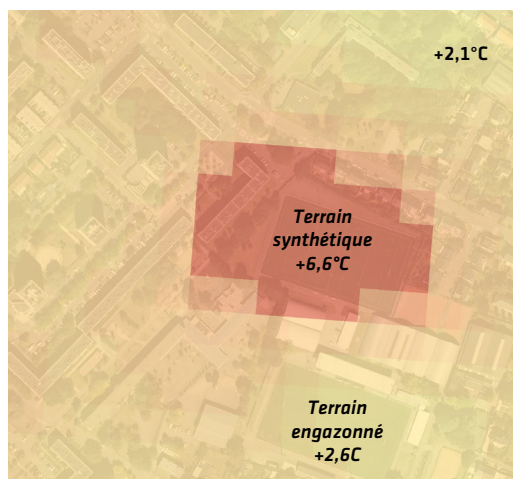 +2,1°C
Terrain
synthétique
+6,6°C
Terrain
engazonné
+2,6C